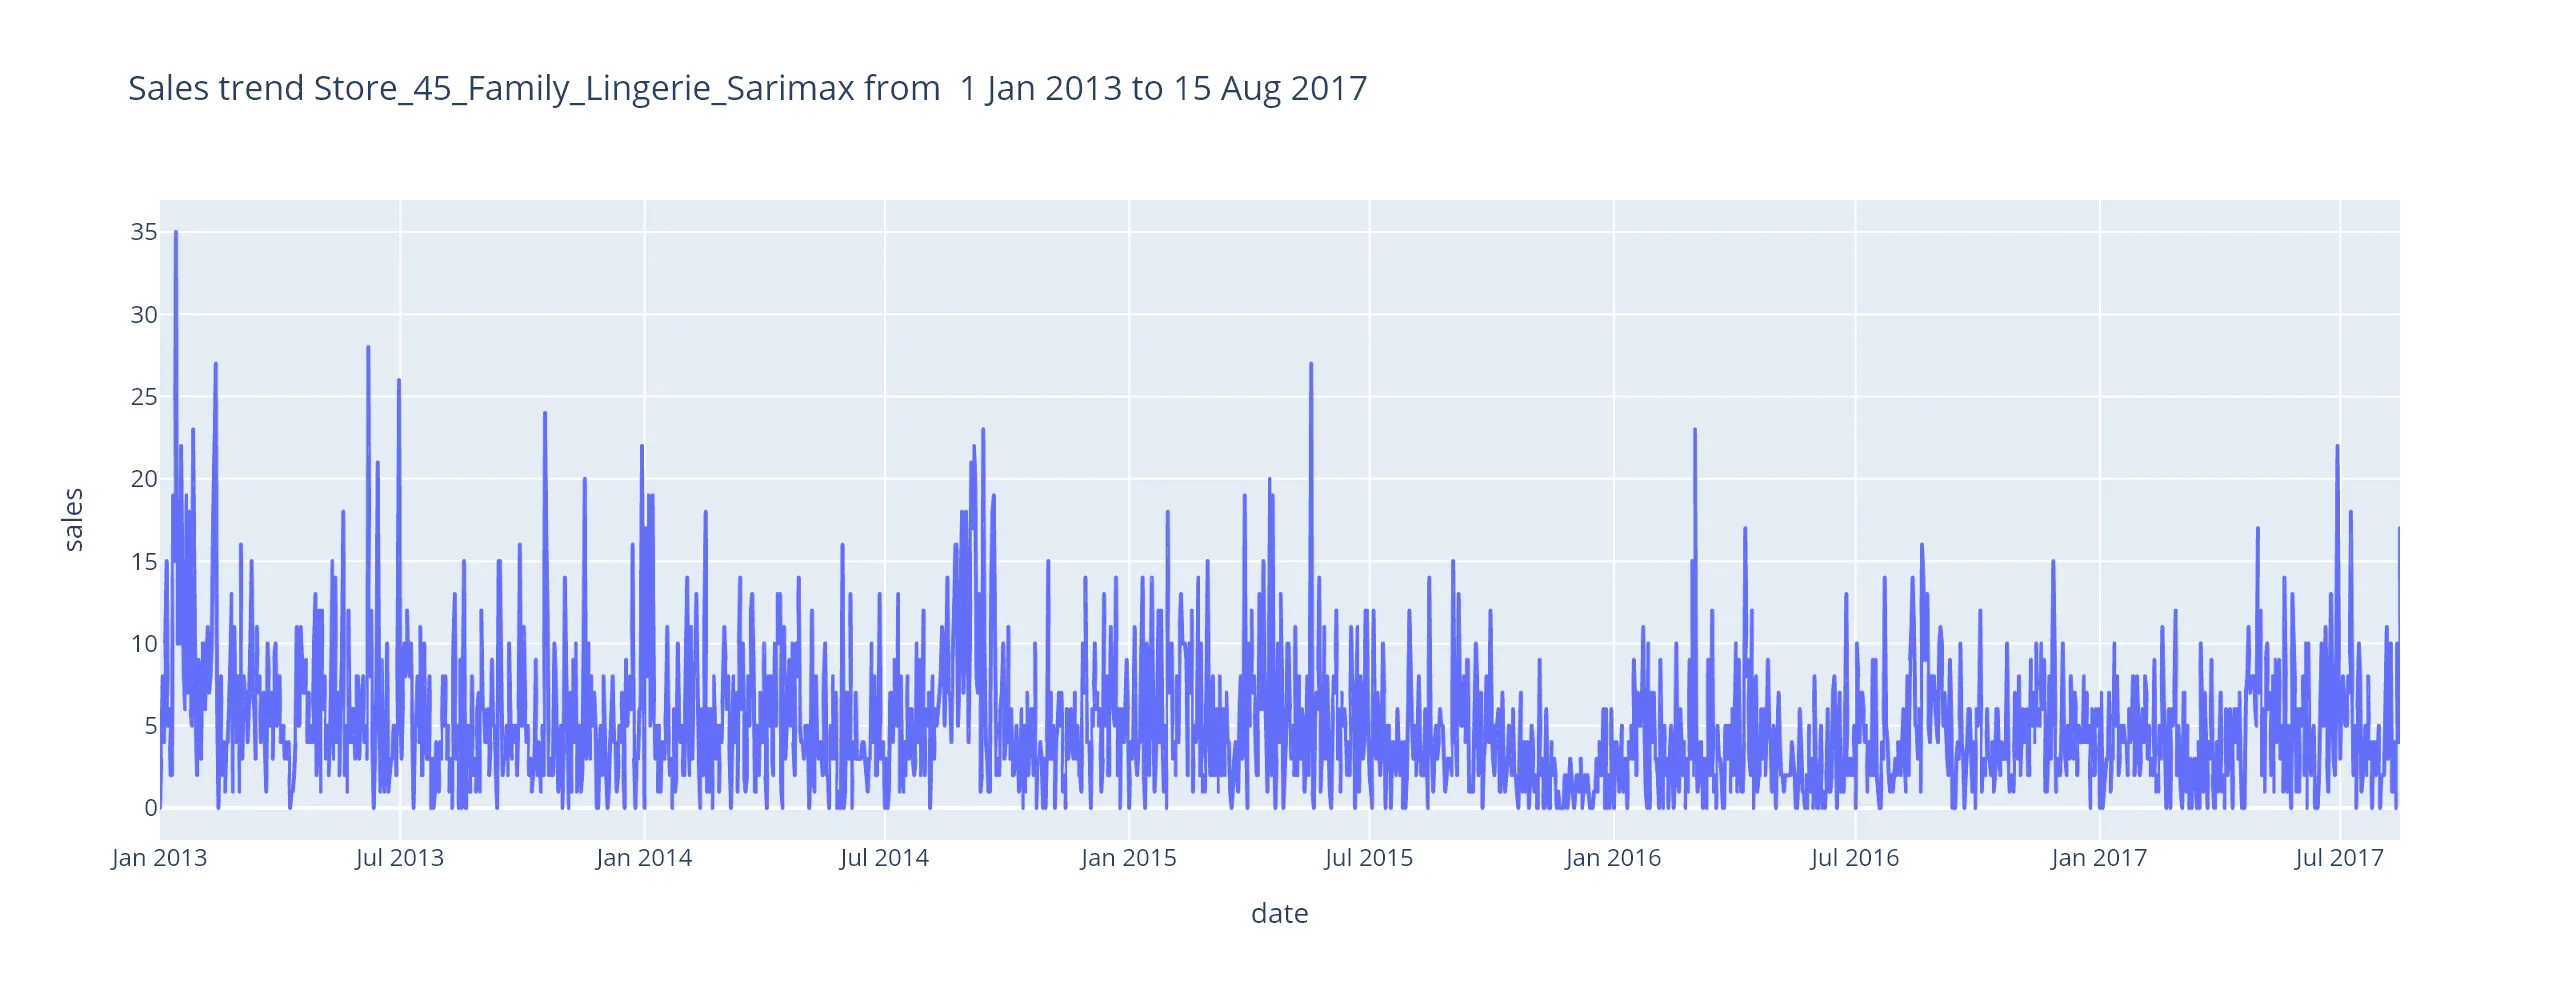 Sales trend Store_45_Family_Lingerie_Sarimax from  1 Jan 2013 to 15 Aug 2017
35
30
25
20
15
10
5
0
sales
Jan 2013 Jul 2013 Jan 2014 Jul 2014 Jan 2015 Jul 2015 Jan 2016 Jul 2016 Jan 2017 Jul 2017
date